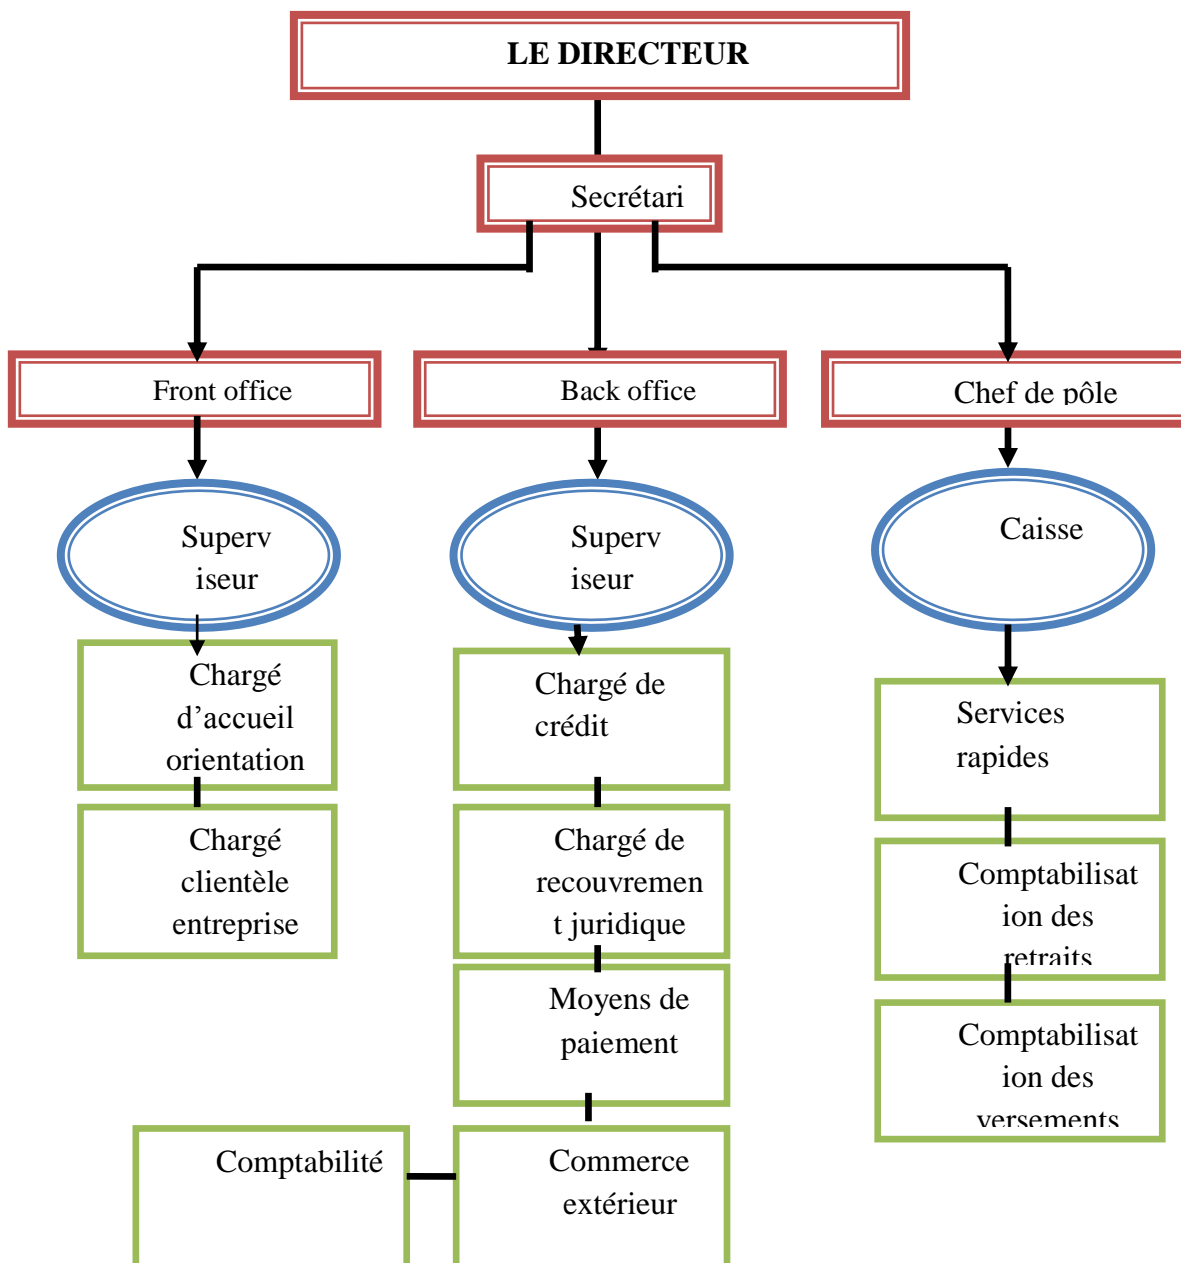 LE DIRECTEUR
Secrétari
Front office
Back office
Chef de pôle
Superv
iseur
Superv
iseur
Caisse
Chargé
d’accueil
orientation
Chargé
clientèle
entreprise
Chargé de
crédit
Chargé de
recouvremen
t juridique
Moyens de
paiement
Commerce
extérieur
Comptabilité
Services
rapides
Comptabilisat
ion des
retraits
Comptabilisat
ion des
versements